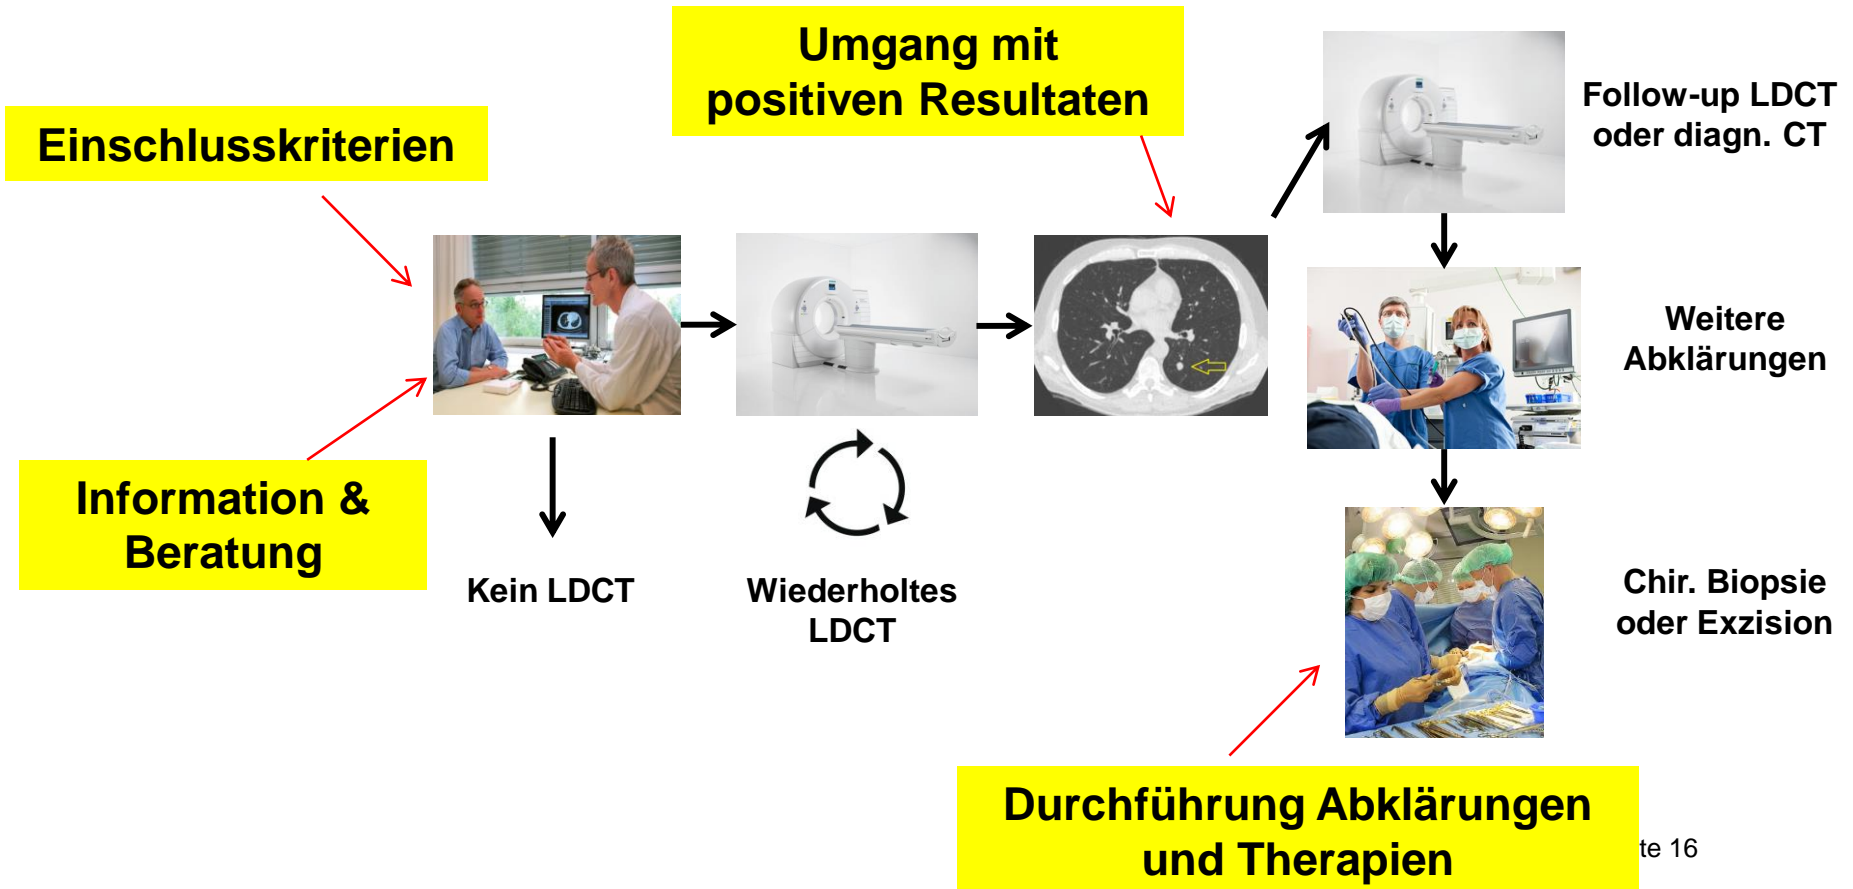 Umgang mit
positiven Resultaten
Einschlusskriterien
Follow-up LDCT
oder diagn. CT
Weitere
Abklärungen
Information &
Beratung
Kein LDCT
Wiederholtes
LDCT
Chir. Biopsie
oder Exzision
Durchführung Abklärungen
und Therapien
te 16